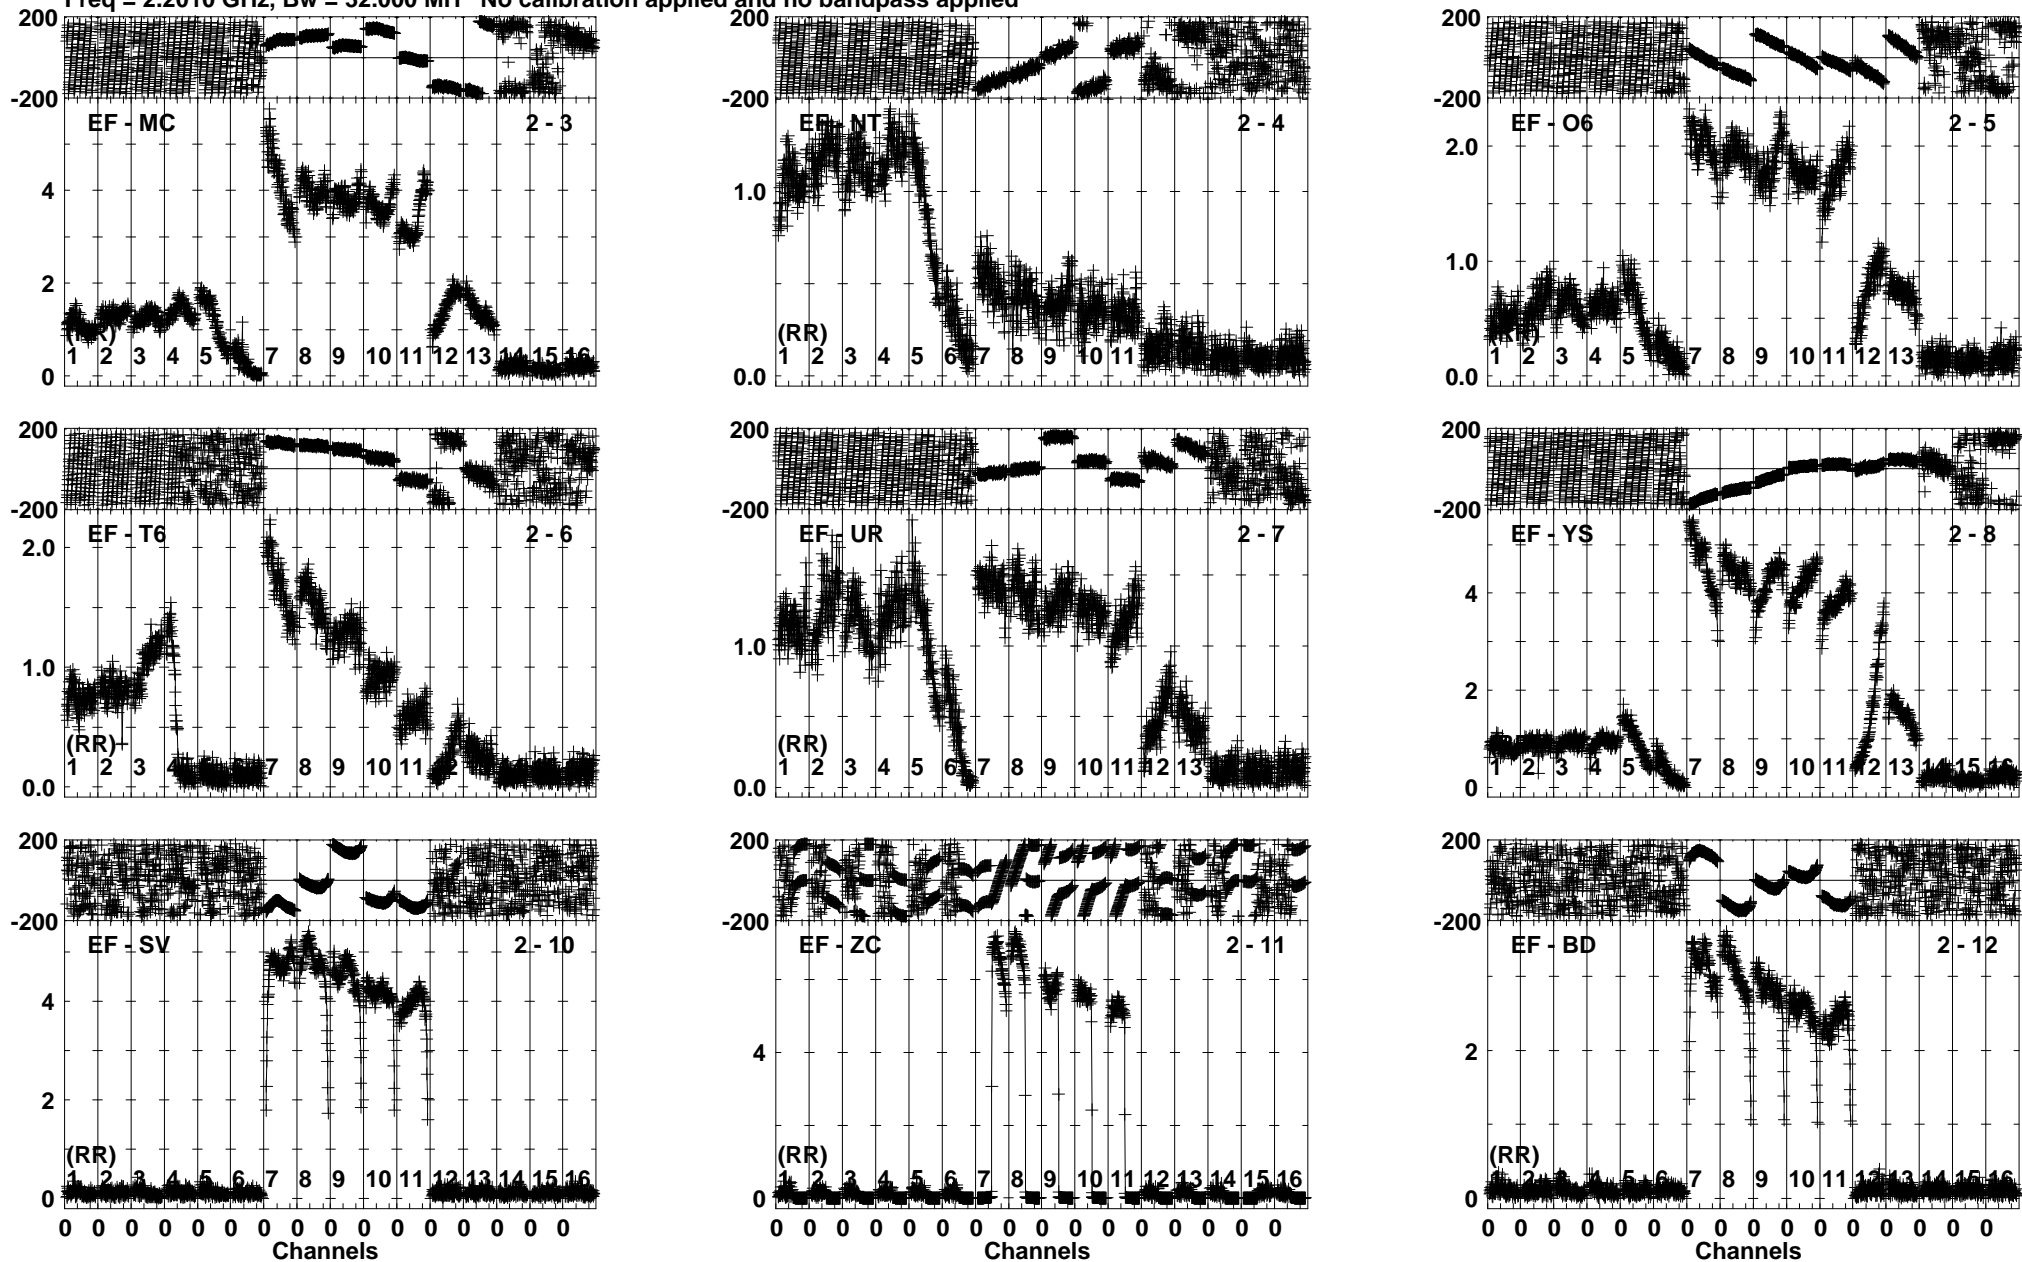 Freq = 2.2010 GHz, Bw = 32.000 MH No calibration applied and no bandpass applied
200 200 200
-200 -200 -200
EF - MC 2 - 3 EF - NT 2 - 4 EF - O6 2 - 5
2.0
4 1.0
2 1.0
(RR)
1 2 3 4 5 7 8 9 10 11 12 13 14 15 16 1 2 3 4 5 6 7 8 9 10 11 1 2 3 4 5 6 7 8 9 10 11 12 13
0 0.0 0.0
200 200 200
-200 -200 -200
EF - T6 2 - 6 EF - UR 2 - 7 EF - YS 2 - 8
2.0
4
1.0 1.0
2
(RR) (RR)
1 2 3 4 7 8 9 10 11 2 1 2 3 4 5 6 7 8 9 10 11 12 13 1 2 3 4 5 6 7 8 9 10 11 12 13 14 15 16
0.0 0.0 0
200 200 200
-200 -200 -200
EF - SV 2 - 10 EF - ZC 2 - 11 EF - BD 2 - 12
4 4 2
2
(RR) (RR) (RR)
1 2 3 4 5 6 7 8 9 10 11 12 13 14 15 16 1 2 3 4 5 6 7 8 9 10 11 12 13 14 15 16 1 2 3 4 5 6 7 8 9 10 11 12 13 14 15 16
0 0 0
0 0 0 0 0 0 0 0 0 0 0 0 0 0 0 0 0 0 0 0 0 0 0 0 0 0 0 0 0 0 0 0 0 0 0 0 0 0 0 0 0 0 0 0 0 0 0 0
Channels Channels Channels